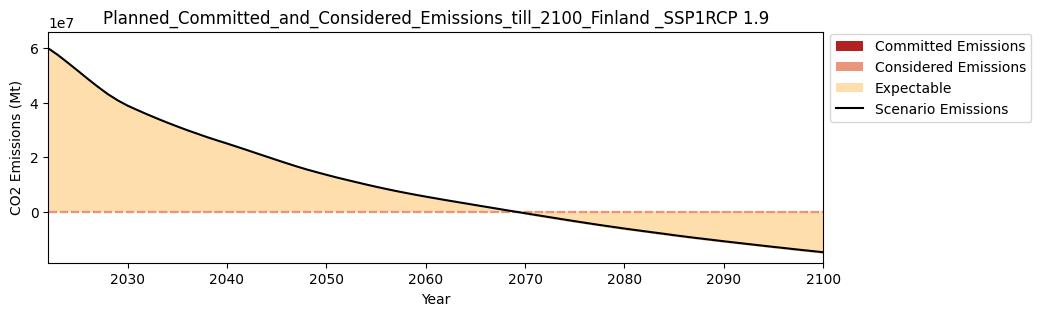 Planned_Committed_and_Considered_Emissions_till_2100_Finland _SSP1RCP 1.9
1e7
6
4
2
0
CO2 Emissions (Mt)
2030 2040 2050 2060 2070 2080 2090 2100
Year
Committed Emissions
Considered Emissions
Expectable
Scenario Emissions